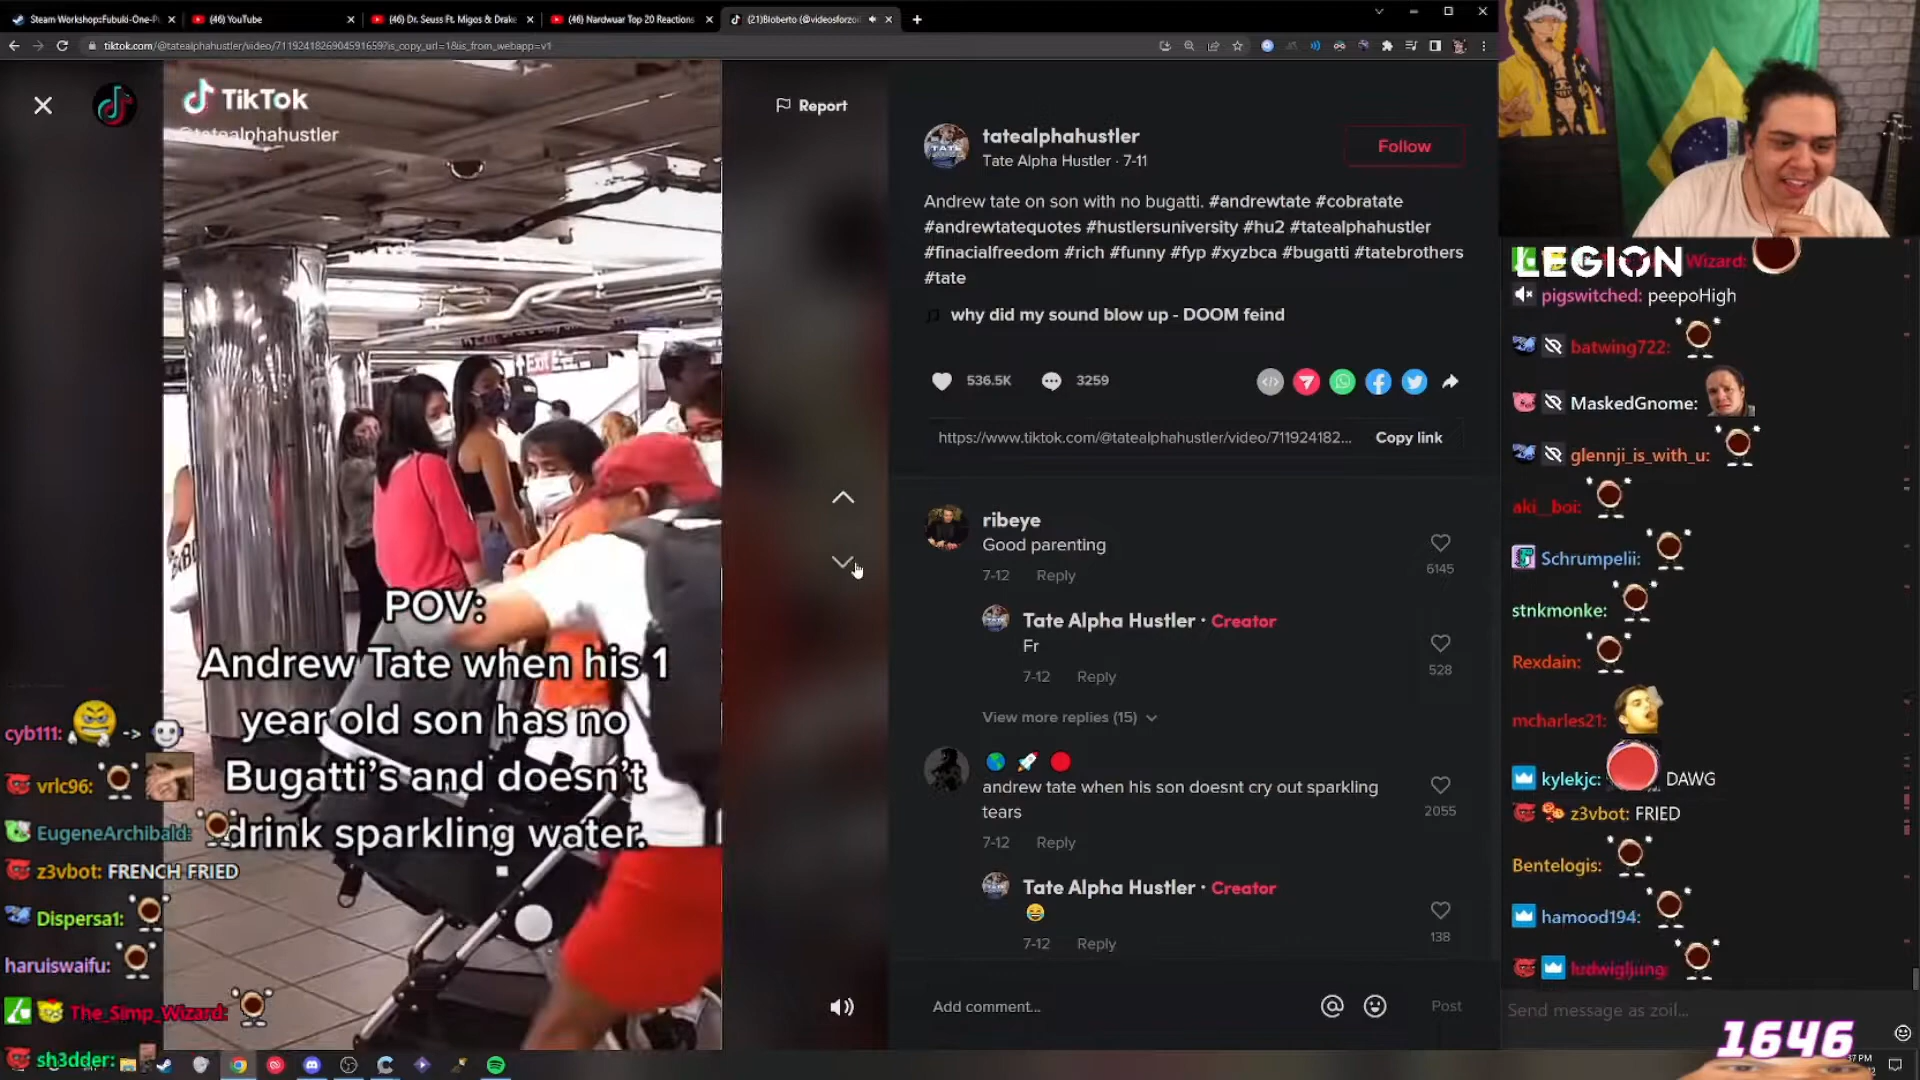 Steam Workshop:Fubuki-One-P
(46) YouTube
(46) Dr. Seuss Ft. Migos & Drake
(46) Nardwuar Top 20 Reactions
(21)Bloberto (@videosforzoil
tiktok.com/@tatealphahustler/video/7119241826904591659?is_copy_url=1&is_from_webapp=v1
TikTok
@tatealphahustler
Report
Exit
POV:
Andrew Tate when his 1
year old son has no
Bugatti's and doesn't
drink sparkling water.
cyb111: ->
vrlc96:
EugeneArchibald:
z3vbot: FRENCH FRIED
Dispersa1:
haruiswaifu:
The_Simp_Wizard:
sh3dder:
tatealphahustler
Tate Alpha Hustler · 7-11
Follow
Andrew tate on son with no bugatti. #andrewtate #cobratate
#andrewtatequotes #hustlersuniversity #hu2 #tatealphahustler
#finacialfreedom #rich #funny #fyp #xyzbca #bugatti #tatebrothers
#tate
why did my sound blow up - DOOM feind
536.5K 3259
https://www.tiktok.com/@tatealphahustler/video/711924182... Copy link
ribeye
Good parenting
7-12 Reply
6145
Tate Alpha Hustler · Creator
Fr
7-12 Reply
528
View more replies (15)
andrew tate when his son doesnt cry out sparkling
tears
7-12 Reply
2055
Tate Alpha Hustler · Creator
😂
7-12 Reply
138
Add comment...
Post
LEGION
Wizard:
pigswitched: peepoHigh
batwing722:
MaskedGnome:
glennji_is_with_u:
aki__boi:
Schrumpelii:
stnkmonke:
Rexdain:
mcharles21:
kylekjc: DAWG
z3vbot: FRIED
Bentelogis:
hamood194:
ludwigljung:
Send message as zoil...
1646
37 PM